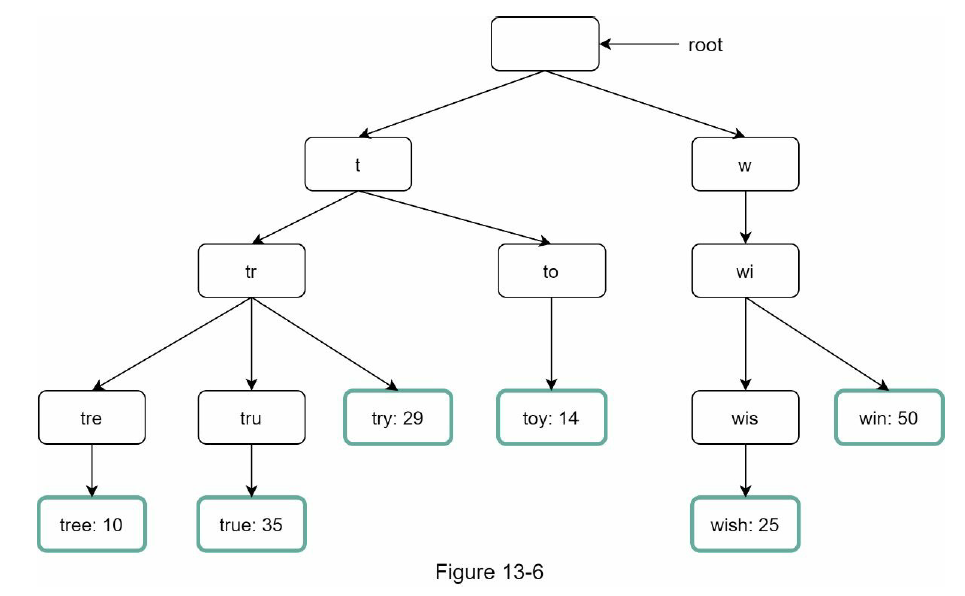 root
t
w
tr
to
wi
tre
tru
try: 29
toy: 14
wis
win: 50
tree: 10
true: 35
wish: 25
Figure 13-6